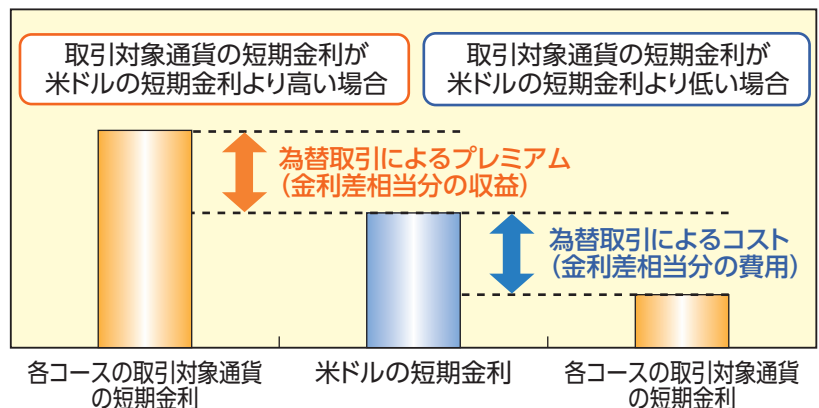 取引対象通貨の短期金利が
米ドルの短期金利より高い場合
取引対象通貨の短期金利が
米ドルの短期金利より低い場合
為替取引によるプレミアム
(金利差相当分の収益)
為替取引によるコスト
(金利差相当分の費用)
各コースの取引対象通貨
の短期金利
米ドルの短期金利
各コースの取引対象通貨
の短期金利